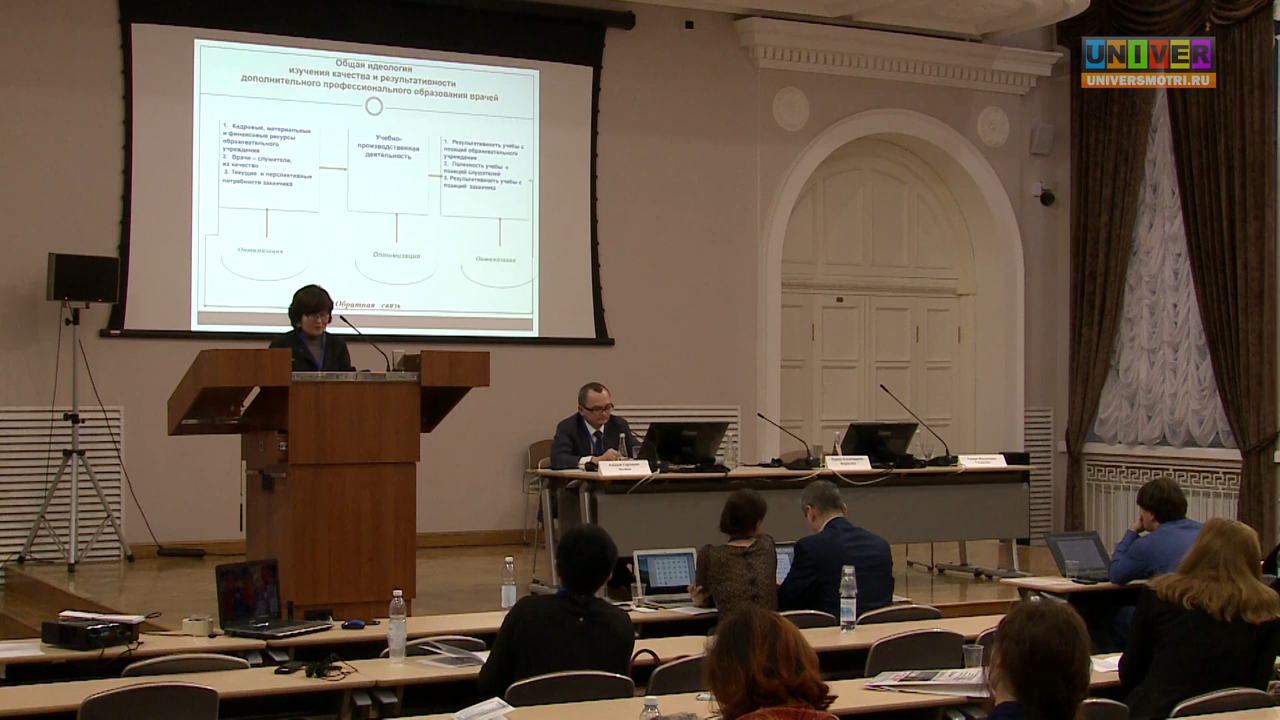 Общая идеология
изучения качества и результативности
дополнительного профессионального образования врачей
1. Кадровые, материальные
и финансовые ресурсы
образовательного
учреждения
2. Врачи – слушатели,
их качество
3. Текущие и перспективные
потребности заказчика
Учебно-
производственная
деятельность
1. Результативность учебы с
позиций образовательного
учреждения
2. Полезность учебы с
позиций слушателей
3. Результативность учебы с
позиций заказчика
Оптимизация
Оптимизация
Оптимизация
Обратная связь
UNIVER
UNIVERSMOTRI.RU